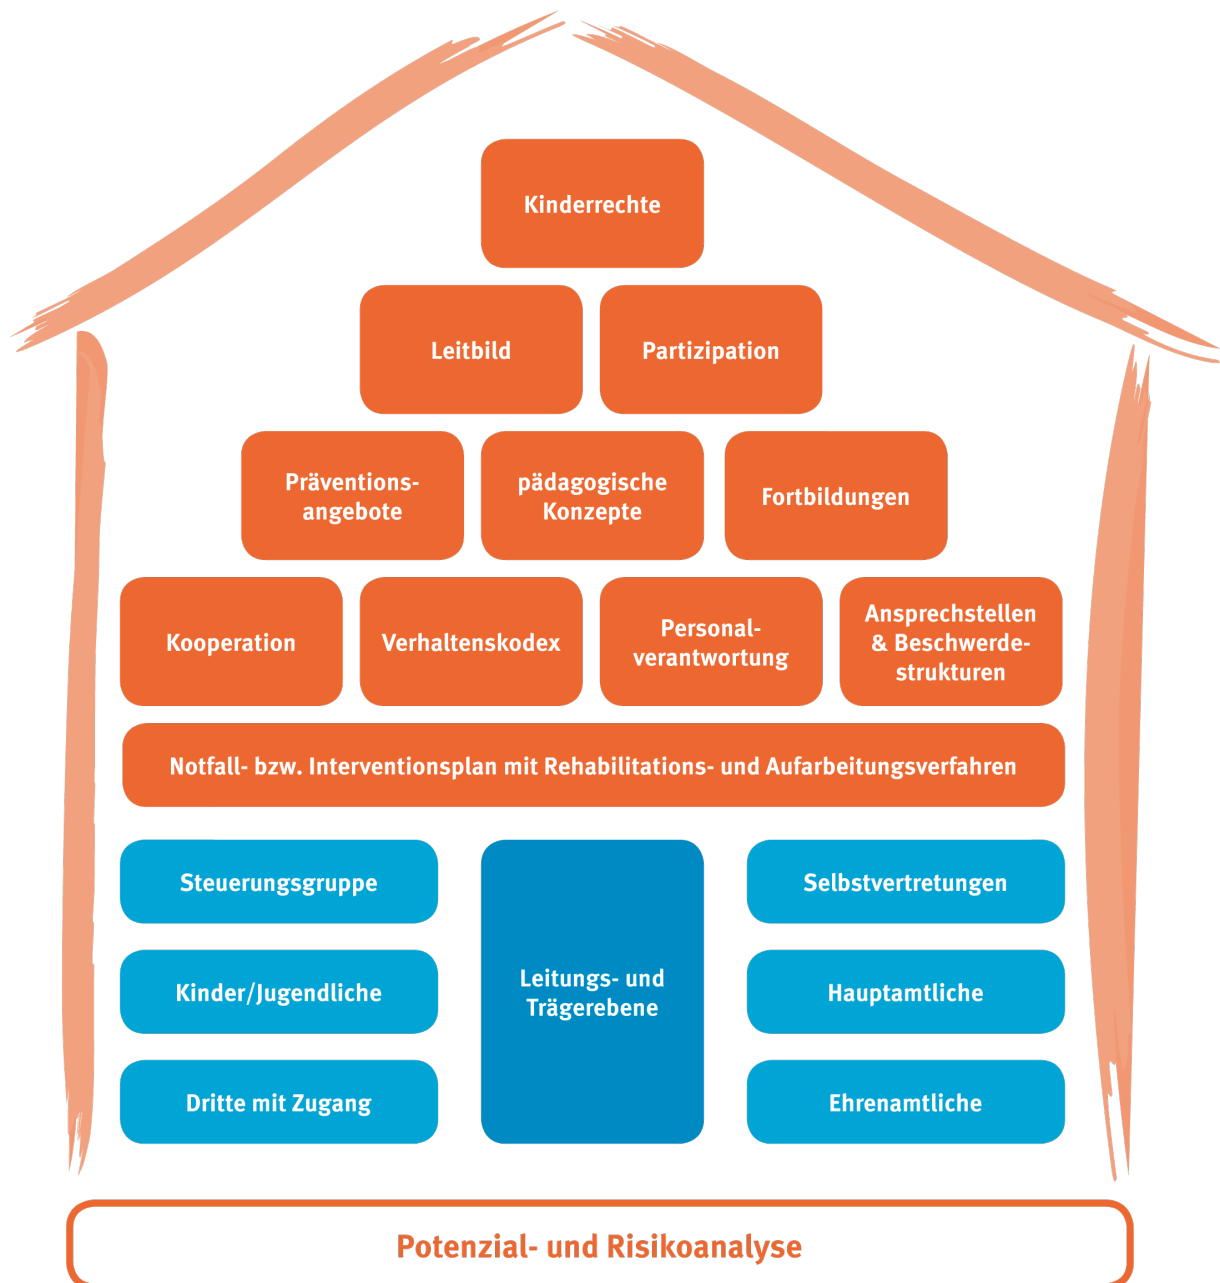 Kinderrechte
Leitbild
Partizipation
Präventions-
angebote
pädagogische
Konzepte
Fortbildungen
Kooperation
Verhaltenskodex
Personal-
verantwortung
Ansprechstellen
& Beschwerde-
strukturen
Notfall- bzw. Interventionsplan mit Rehabilitations- und Aufarbeitungsverfahren
Steuerungsgruppe
Kinder/Jugendliche
Dritte mit Zugang
Leitungs- und
Trägerebene
Selbstvertretungen
Hauptamtliche
Ehrenamtliche
Potenzial- und Risikoanalyse